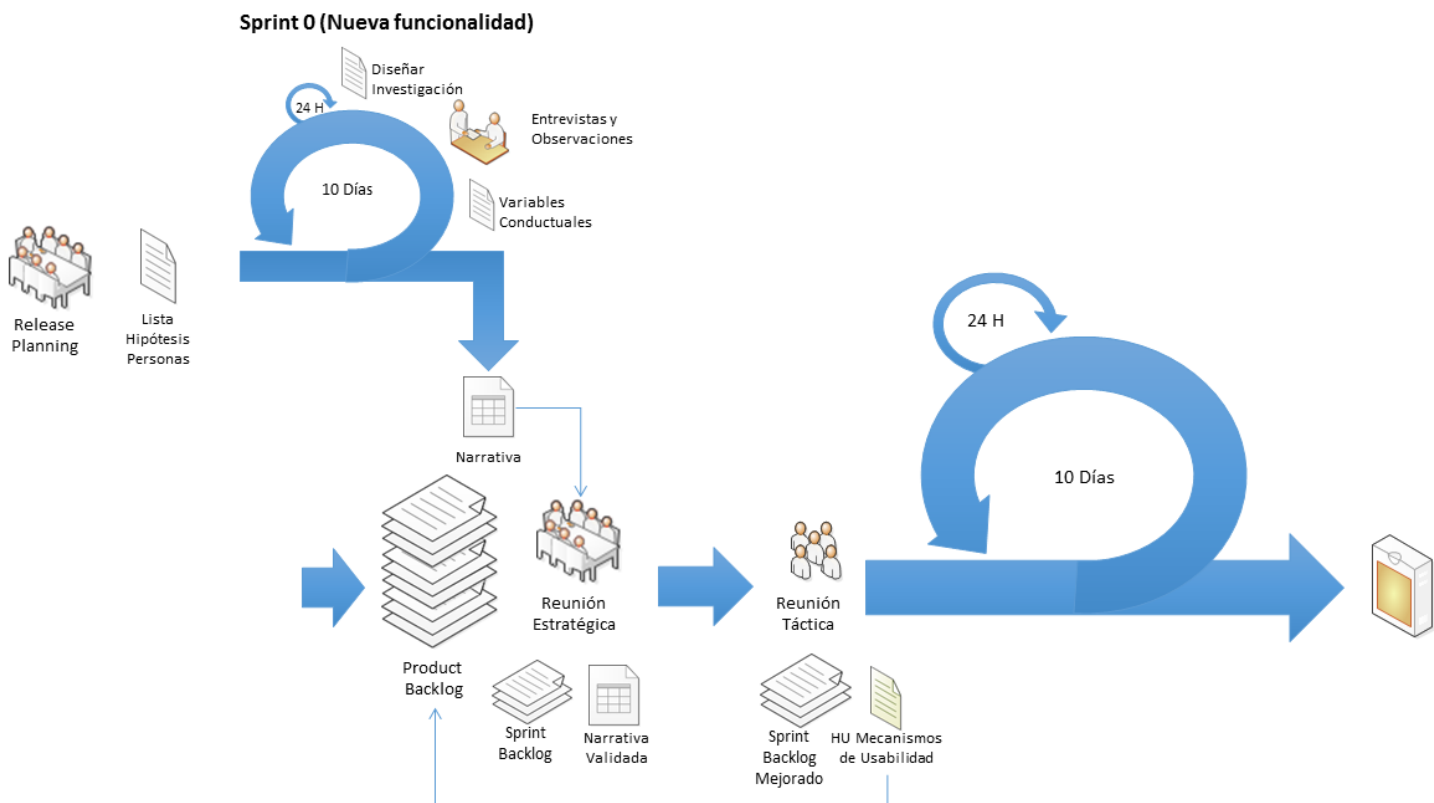 Sprint 0 (Nueva funcionalidad)
Diseñar
Investigación
24 H
Entrevistas y
Observaciones
10 Días
Variables
Conductuales
Release
Planning
Lista
Hipótesis
Personas
Narrativa
24 H
10 Días
Reunión
Estratégica
Reunión
Táctica
Product
Backlog
Sprint
Backlog
Narrativa
Validada
Sprint
Backlog
Mejorado
HU Mecanismos
de Usabilidad